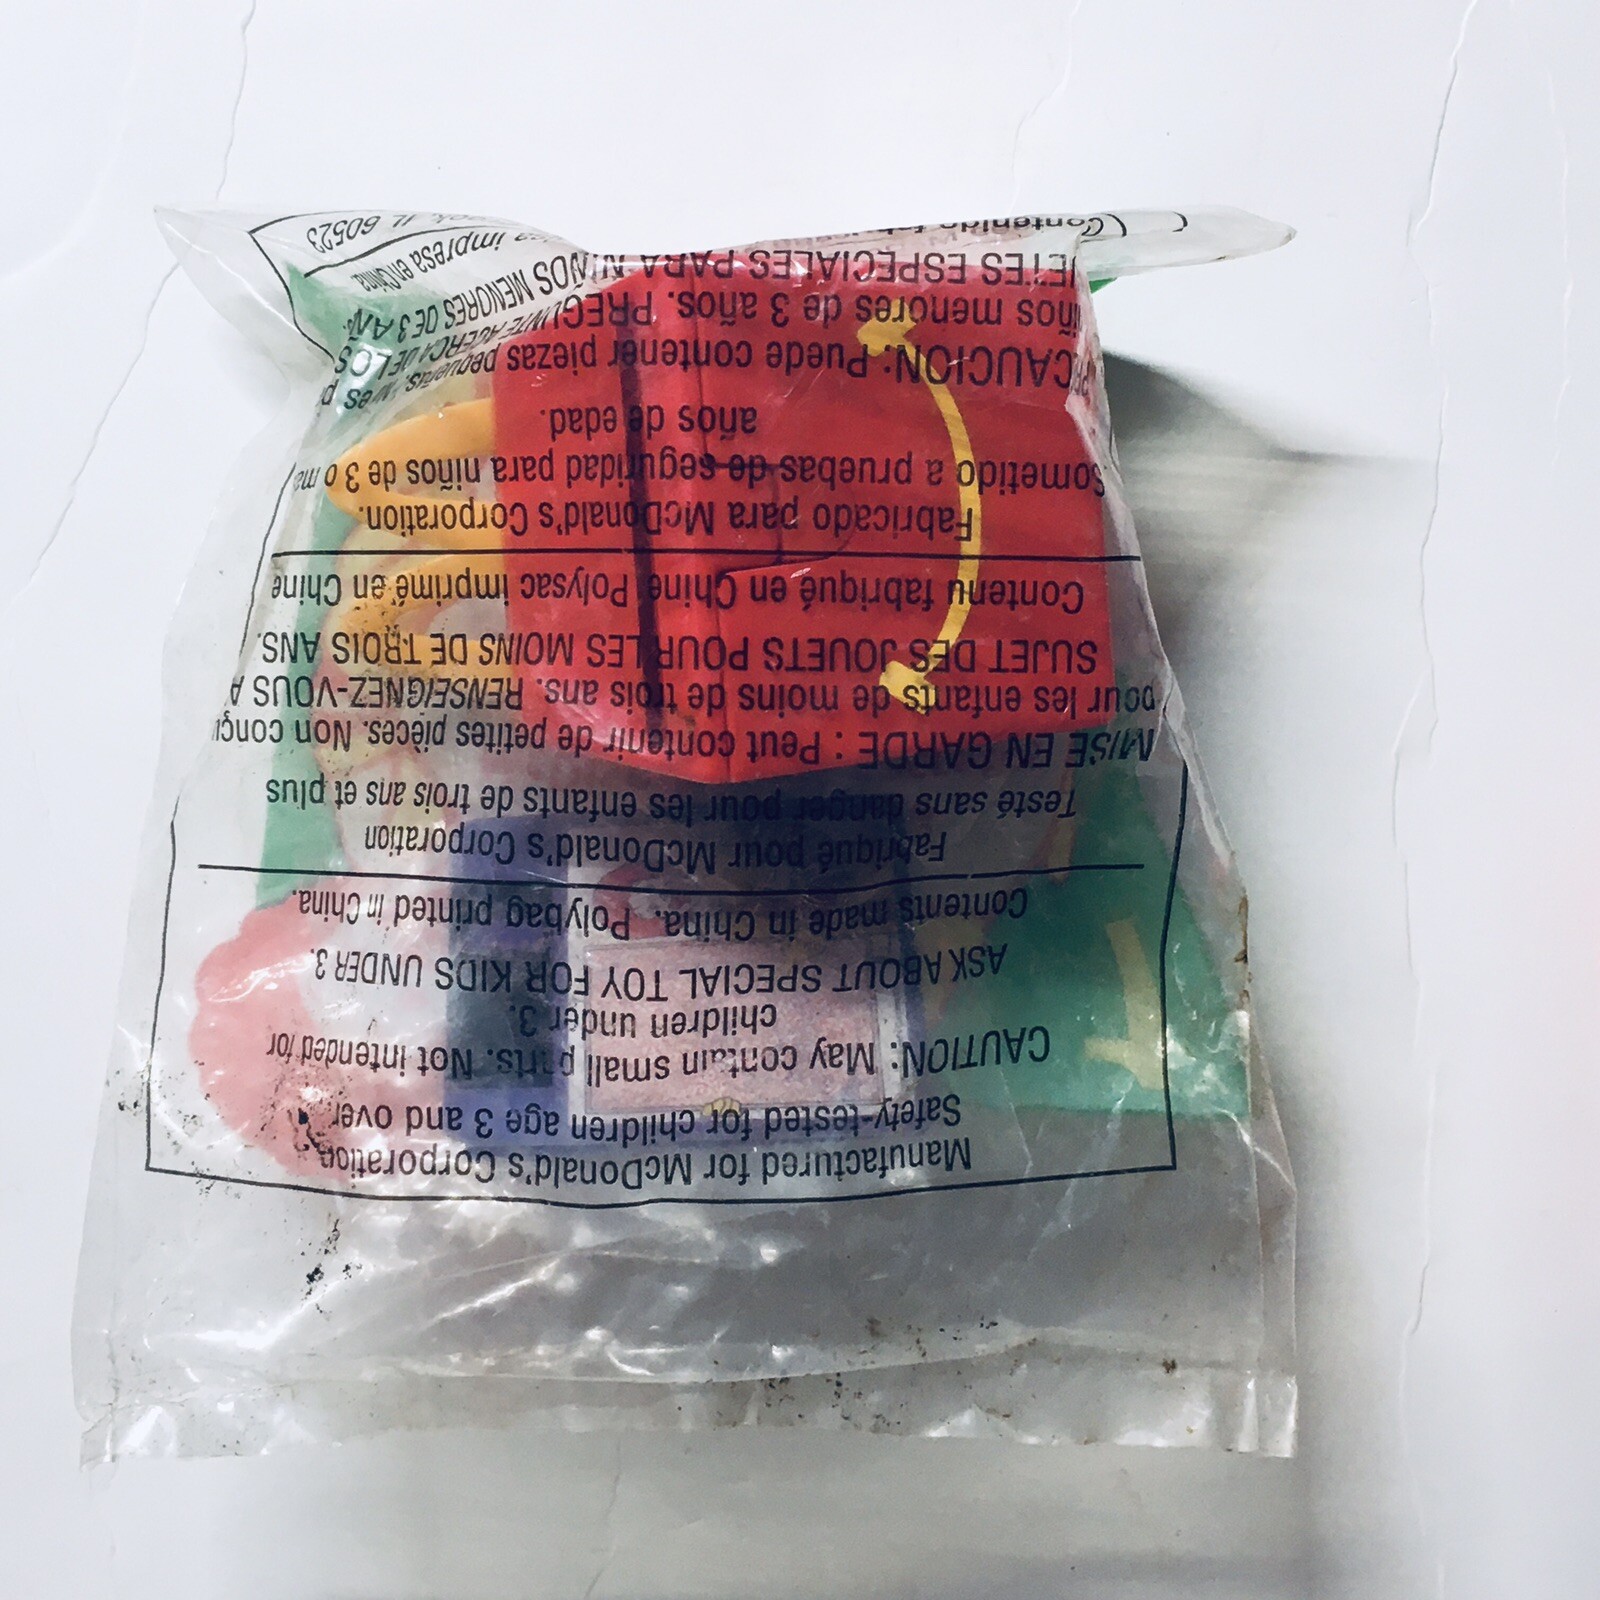 Manufactured for McDonald's Corporation
Safety-tested for children age 3 and over.
CAUTION: May contain small parts. Not intended for
children under 3.
ASK ABOUT SPECIAL TOY FOR KIDS UNDER 3.
Contents made in China. Polybag printed in China.
Fabriqué pour McDonald's Corporation
Testé sans danger pour les enfants de trois ans et plus
MISE EN GARDE : Peut contenir de petites pièces. Non conçu
pour les enfants de moins de trois ans. RENSEIGNEZ-VOUS A
SUJET DES JOUETS POUR LES MOINS DE TROIS ANS.
Contenu fabriqué en Chine Polysac imprimé en Chine
Fabricado para McDonald's Corporation.
sometido a pruebas de seguridad para niños de 3 o
años de edad.
CAUCION: Puede contener piezas pequeñas.
niños menores de 3 años. PREGUNTE ACERCA DE LOS
ESPECIALES PARA NIÑOS MENORES DE 3
Contenido impresa en China
IL 60523